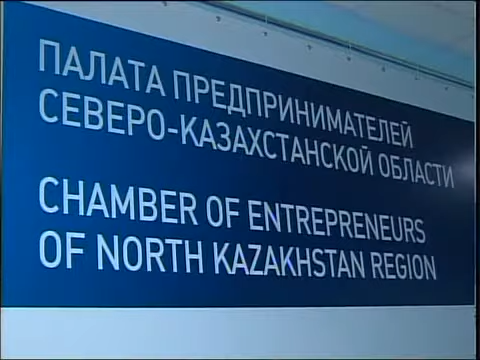 ПАЛАТА ПРЕДПРИНИМАТЕЛЕЙ
СЕВЕРО-КАЗАХСТАНСКОЙ ОБЛАСТИ
CHAMBER OF ENTREPRENEURS
OF NORTH KAZAKHSTAN REGION